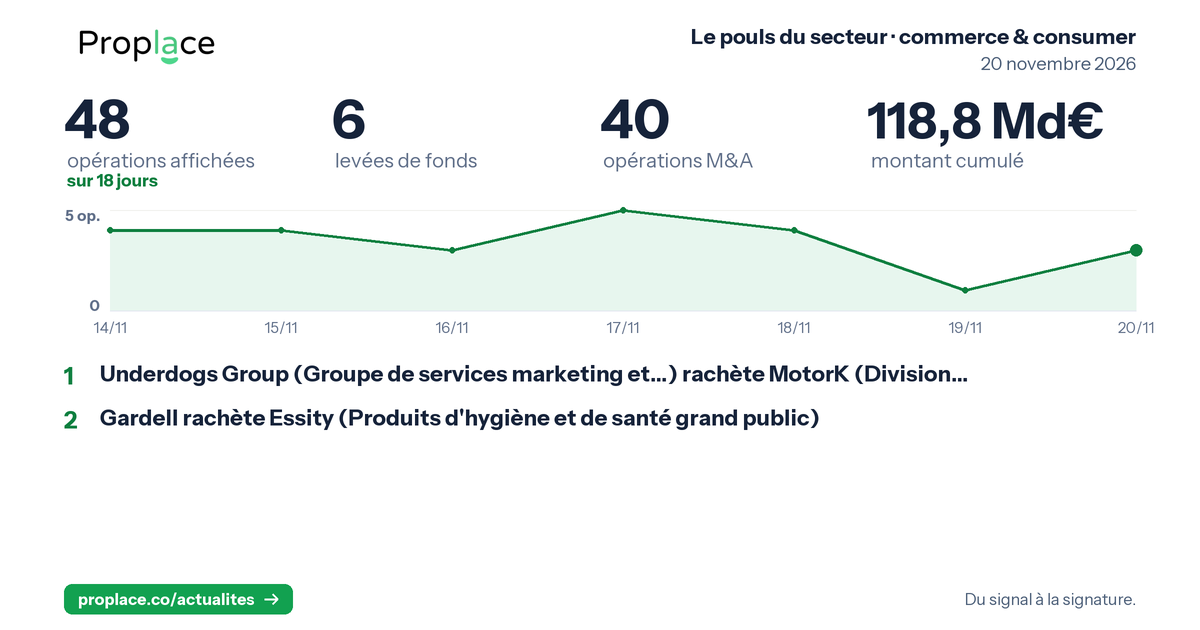 Proplace
Le pouls du secteur · commerce & consumer
20 novembre 2026
48
opérations affichées
sur 18 jours
6
levées de fonds
40
opérations M&A
118,8 Md€
montant cumulé
5 op.
0
14/11
15/11
16/11
17/11
18/11
19/11
20/11
1 Underdogs Group (Groupe de services marketing et...) rachète MotorK (Division...
2 Gardell rachète Essity (Produits d'hygiène et de santé grand public)
proplace.co/actualites →
Du signal à la signature.